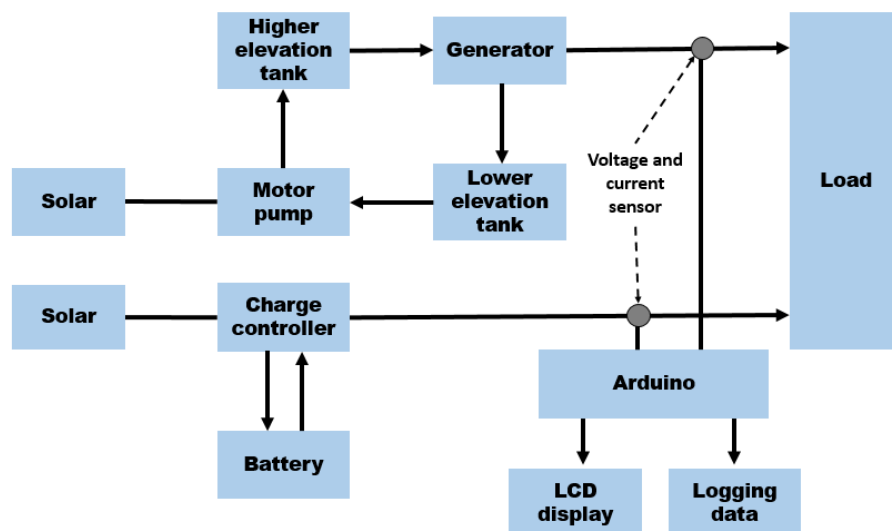 Higher
elevation
tank
Generator
Solar
Motor
pump
Lower
elevation
tank
Voltage and
current
sensor
Load
Solar
Charge
controller
Arduino
Battery
LCD
display
Logging
data